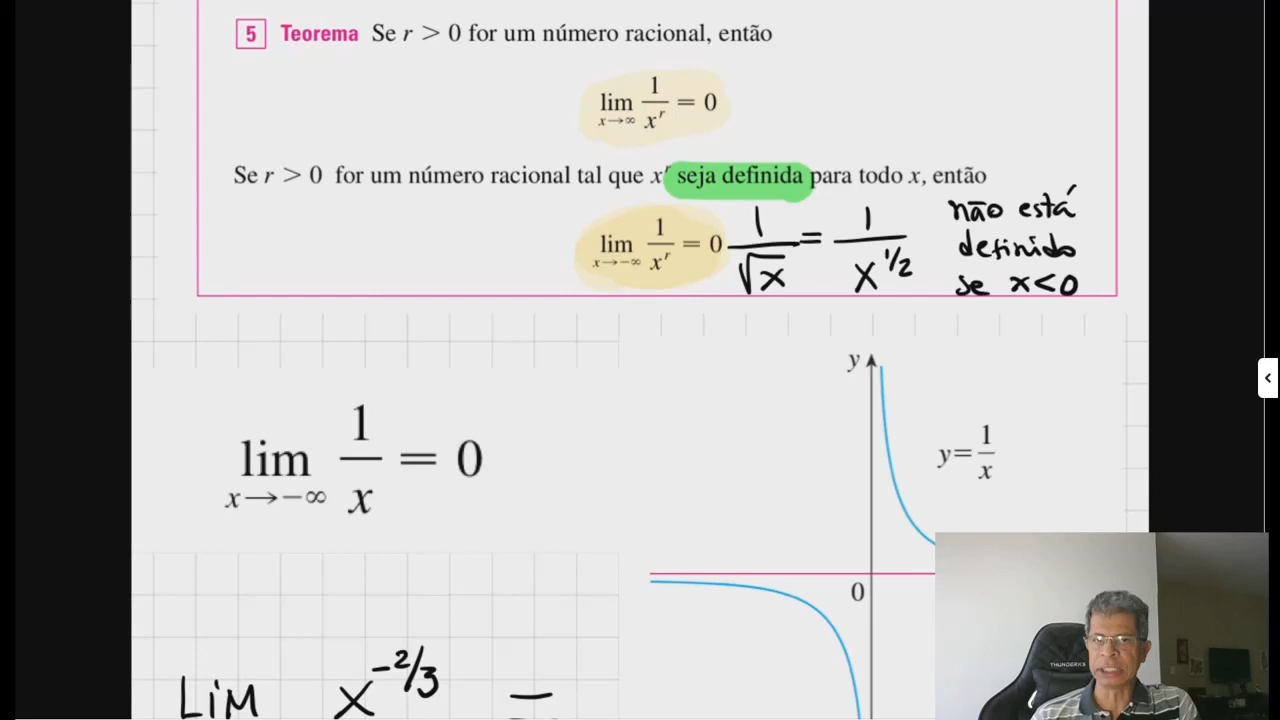 5 Teorema Se r > 0 for um número racional, então
lim x→∞ 1/x^r = 0
Se r > 0 for um número racional tal que x^r seja definida para todo x, então
lim x→−∞ 1/x^r = 0
1/√x = 1/x^1/2
não está
definido
se x<0
lim x→−∞ 1/x = 0
y
y=1/x
0
LiM x^−2/3 =
THUNDERX3